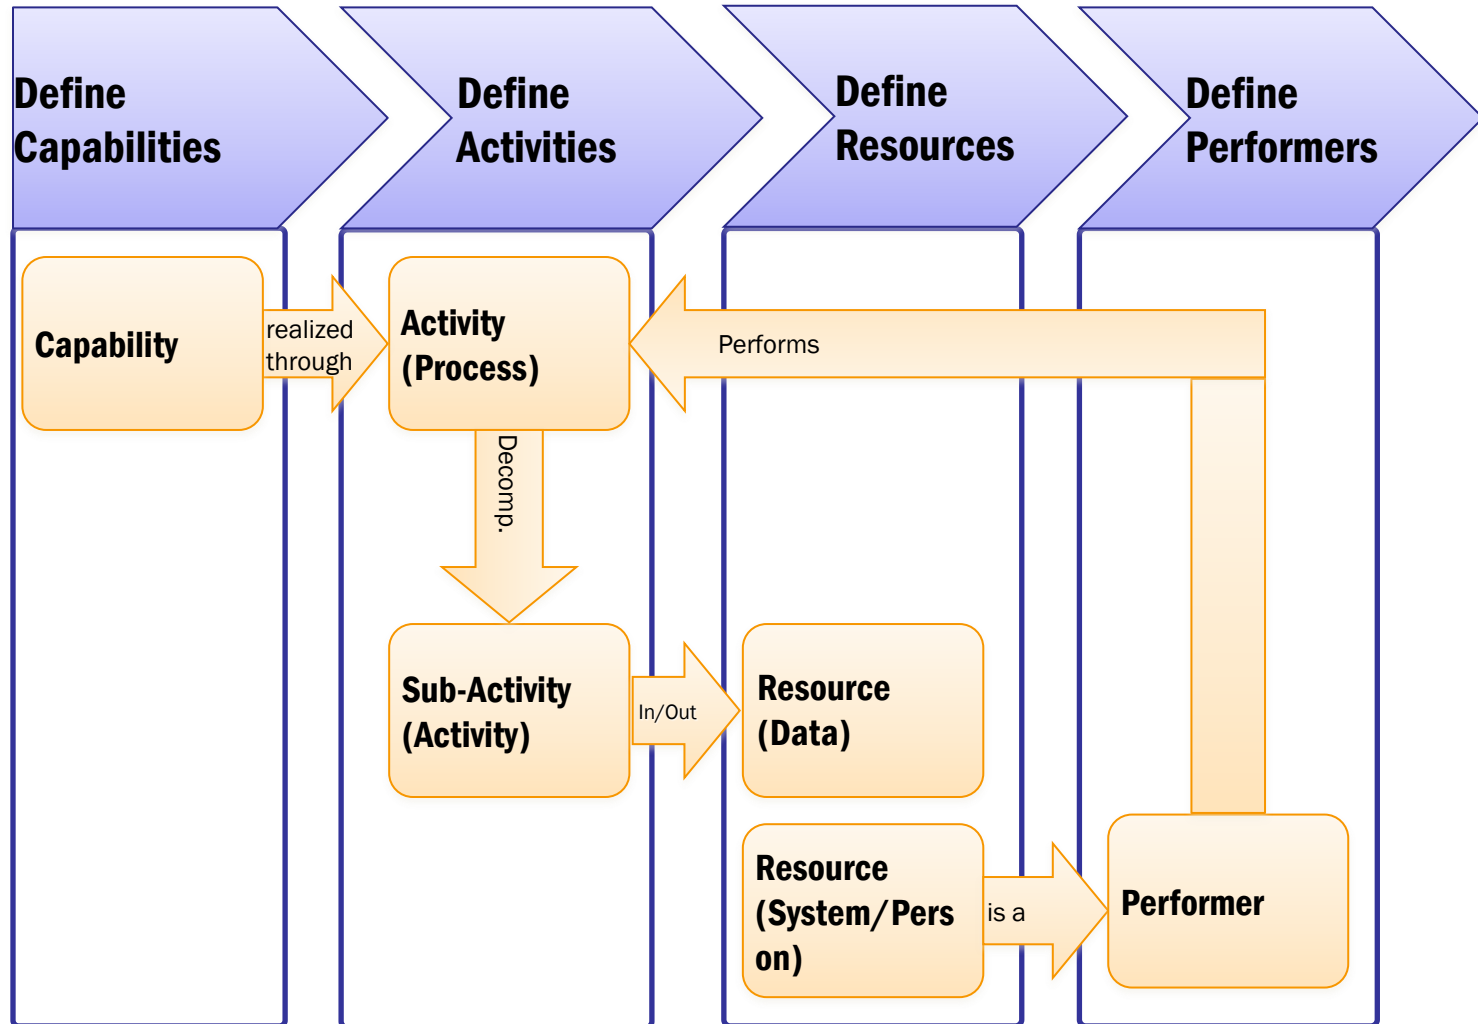 Define
Capabilities
Define
Activities
Define
Resources
Define
Performers
Capability
realized
through
Activity
(Process)
Performs
Decomp.
Sub-Activity
(Activity)
In/Out
Resource
(Data)
Resource
(System/Pers
on)
is a
Performer